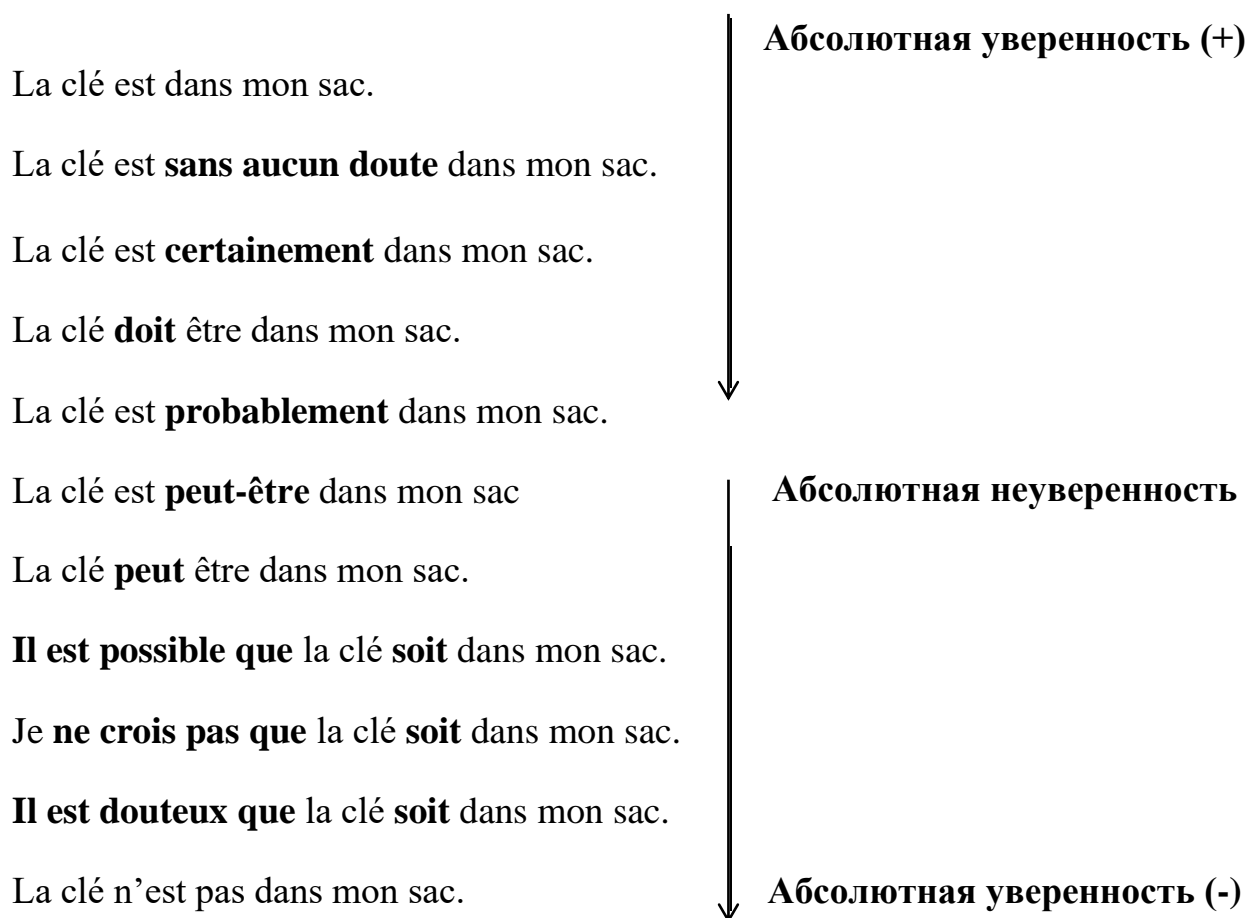 Абсолютная уверенность (+)
La clé est dans mon sac.
La clé est sans aucun doute dans mon sac.
La clé est certainement dans mon sac.
La clé doit être dans mon sac.
La clé est probablement dans mon sac.
La clé est peut-être dans mon sac
Абсолютная неуверенность
La clé peut être dans mon sac.
Il est possible que la clé soit dans mon sac.
Je ne crois pas que la clé soit dans mon sac.
Il est douteux que la clé soit dans mon sac.
La clé n’est pas dans mon sac.
Абсолютная уверенность (-)